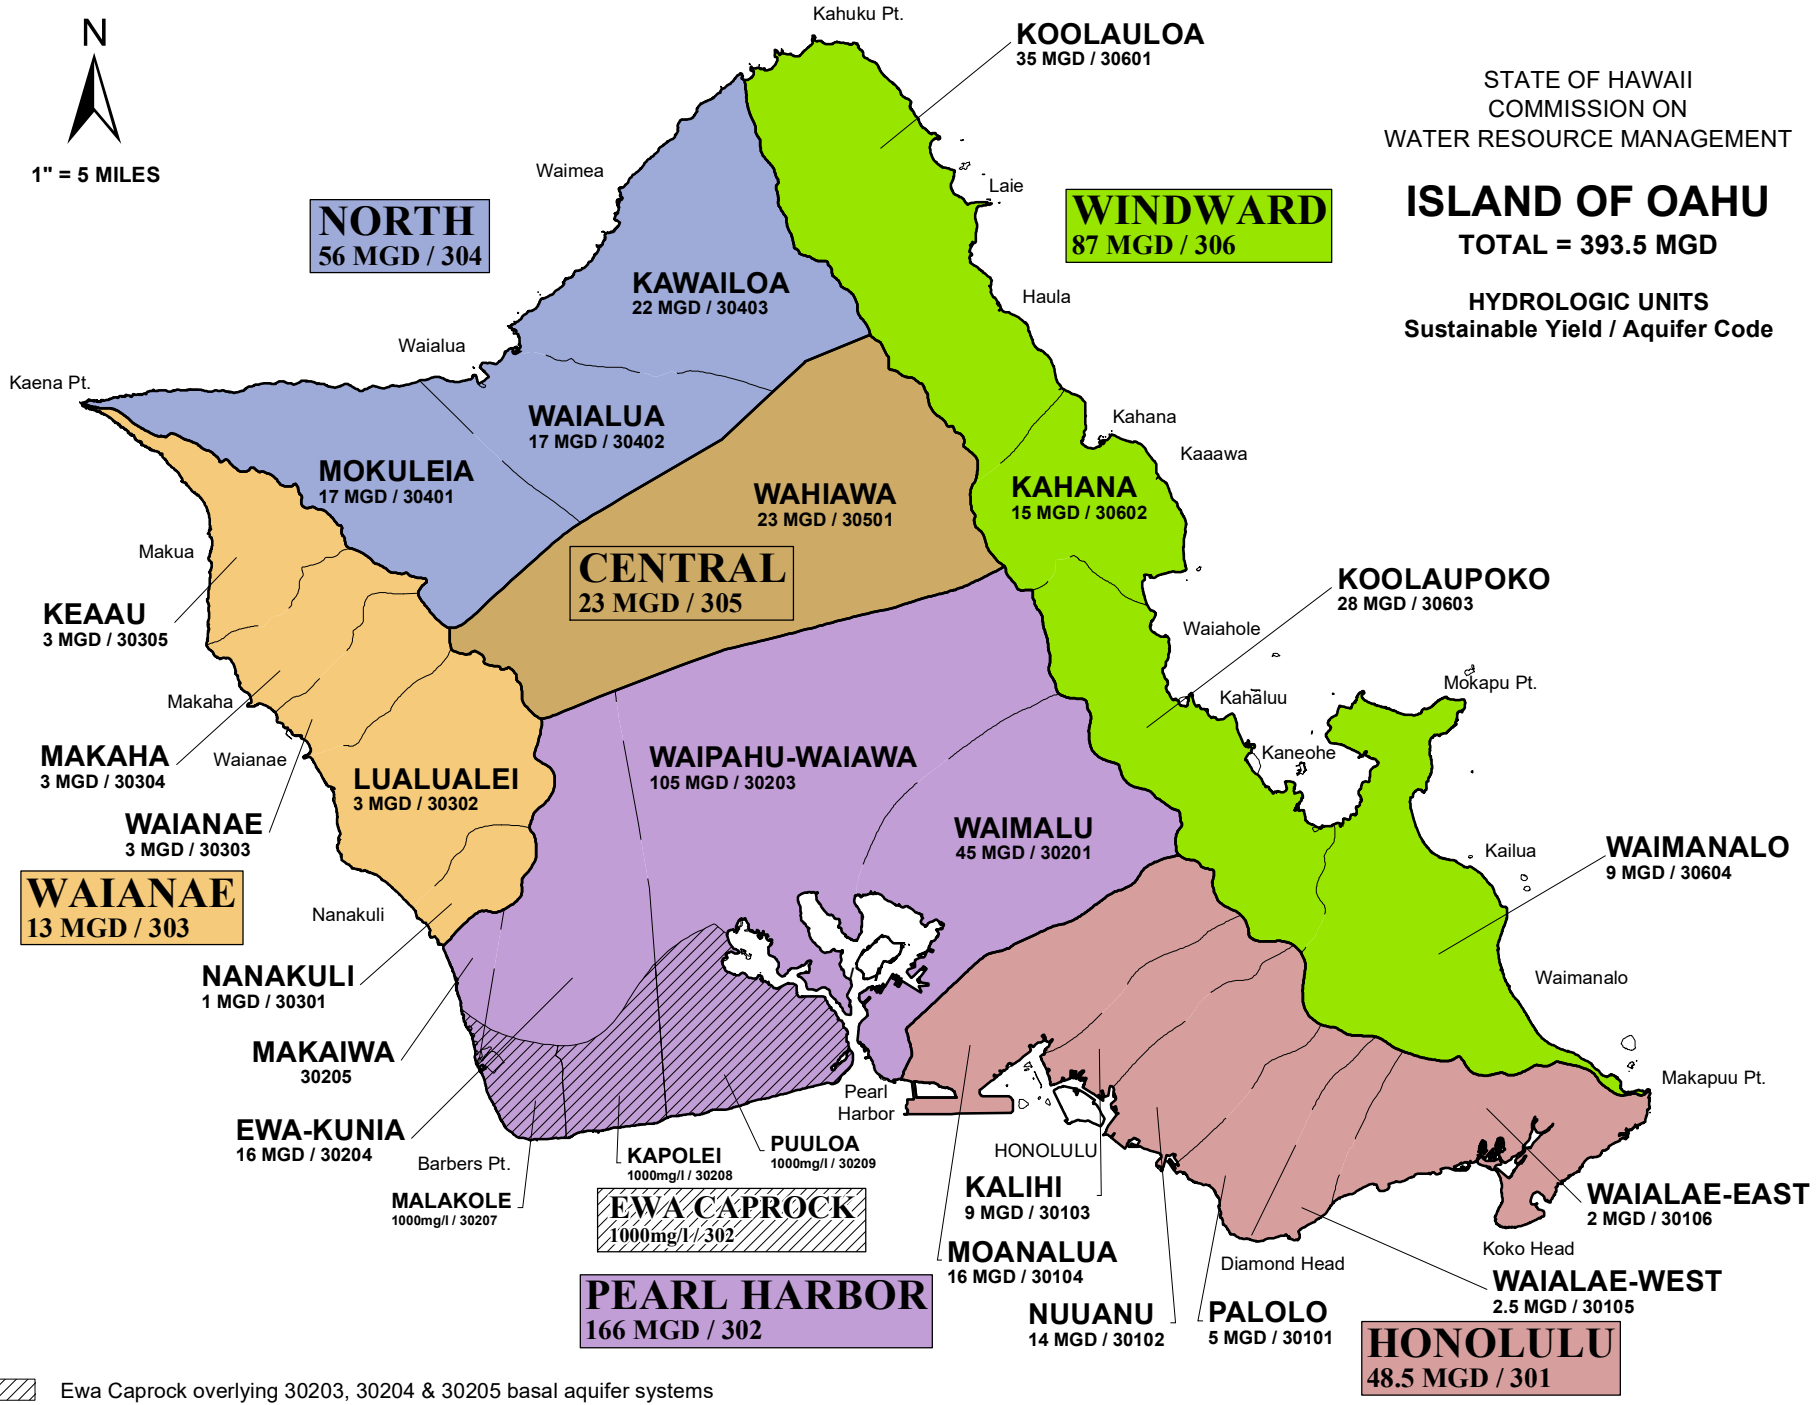 N
1" = 5 MILES
STATE OF HAWAII
COMMISSION ON
WATER RESOURCE MANAGEMENT
ISLAND OF OAHU
TOTAL = 393.5 MGD
HYDROLOGIC UNITS
Sustainable Yield / Aquifer Code
Kahuku Pt.
KOOLAULOA
35 MGD / 30601
Waimea
Laie
NORTH
56 MGD / 304
WINDWARD
87 MGD / 306
KAWAILOA
22 MGD / 30403
Haula
Waialua
Kaena Pt.
WAIALUA
17 MGD / 30402
Kahana
Kaaawa
MOKULEIA
17 MGD / 30401
WAHIAWA
23 MGD / 30501
KAHANA
15 MGD / 30602
Makua
CENTRAL
23 MGD / 305
KOOLAUPOKO
28 MGD / 30603
KEAAU
3 MGD / 30305
Waiahole
Makaha
Kahaluu
Mokapu Pt.
MAKAHA
3 MGD / 30304
Waianae
Kaneohe
WAIPAHU-WAIAWA
105 MGD / 30203
LUALUALEI
3 MGD / 30302
WAIANAE
3 MGD / 30303
WAIMALU
45 MGD / 30201
Kailua
WAIMANALO
9 MGD / 30604
WAIANAE
13 MGD / 303
Nanakuli
NANAKULI
1 MGD / 30301
Waimanalo
MAKAIWA
30205
Pearl
Harbor
Makapuu Pt.
EWA-KUNIA
16 MGD / 30204
Barbers Pt.
KAPOLEI
1000mg/l / 30208
PUULOA
1000mg/l / 30209
HONOLULU
MALAKOLE
1000mg/l / 30207
EWA CAPROCK
1000mg/l / 302
KALIHI
9 MGD / 30103
WAIALAE-EAST
2 MGD / 30106
MOANALUA
16 MGD / 30104
Diamond Head
Koko Head
WAIALAE-WEST
2.5 MGD / 30105
PEARL HARBOR
166 MGD / 302
NUUANU
14 MGD / 30102
PALOLO
5 MGD / 30101
HONOLULU
48.5 MGD / 301
Ewa Caprock overlying 30203, 30204 & 30205 basal aquifer systems